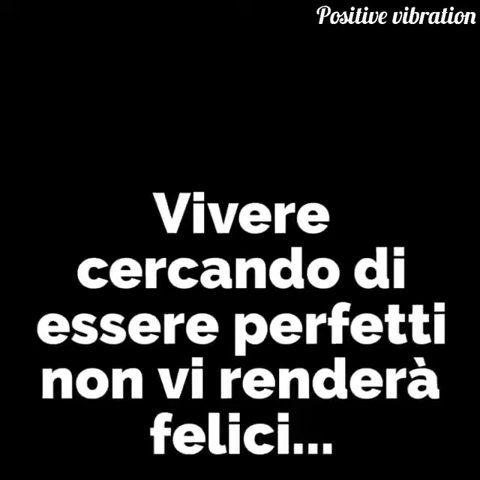 Positive vibration
Vivere
cercando di
essere perfetti
non vi renderà
felici...